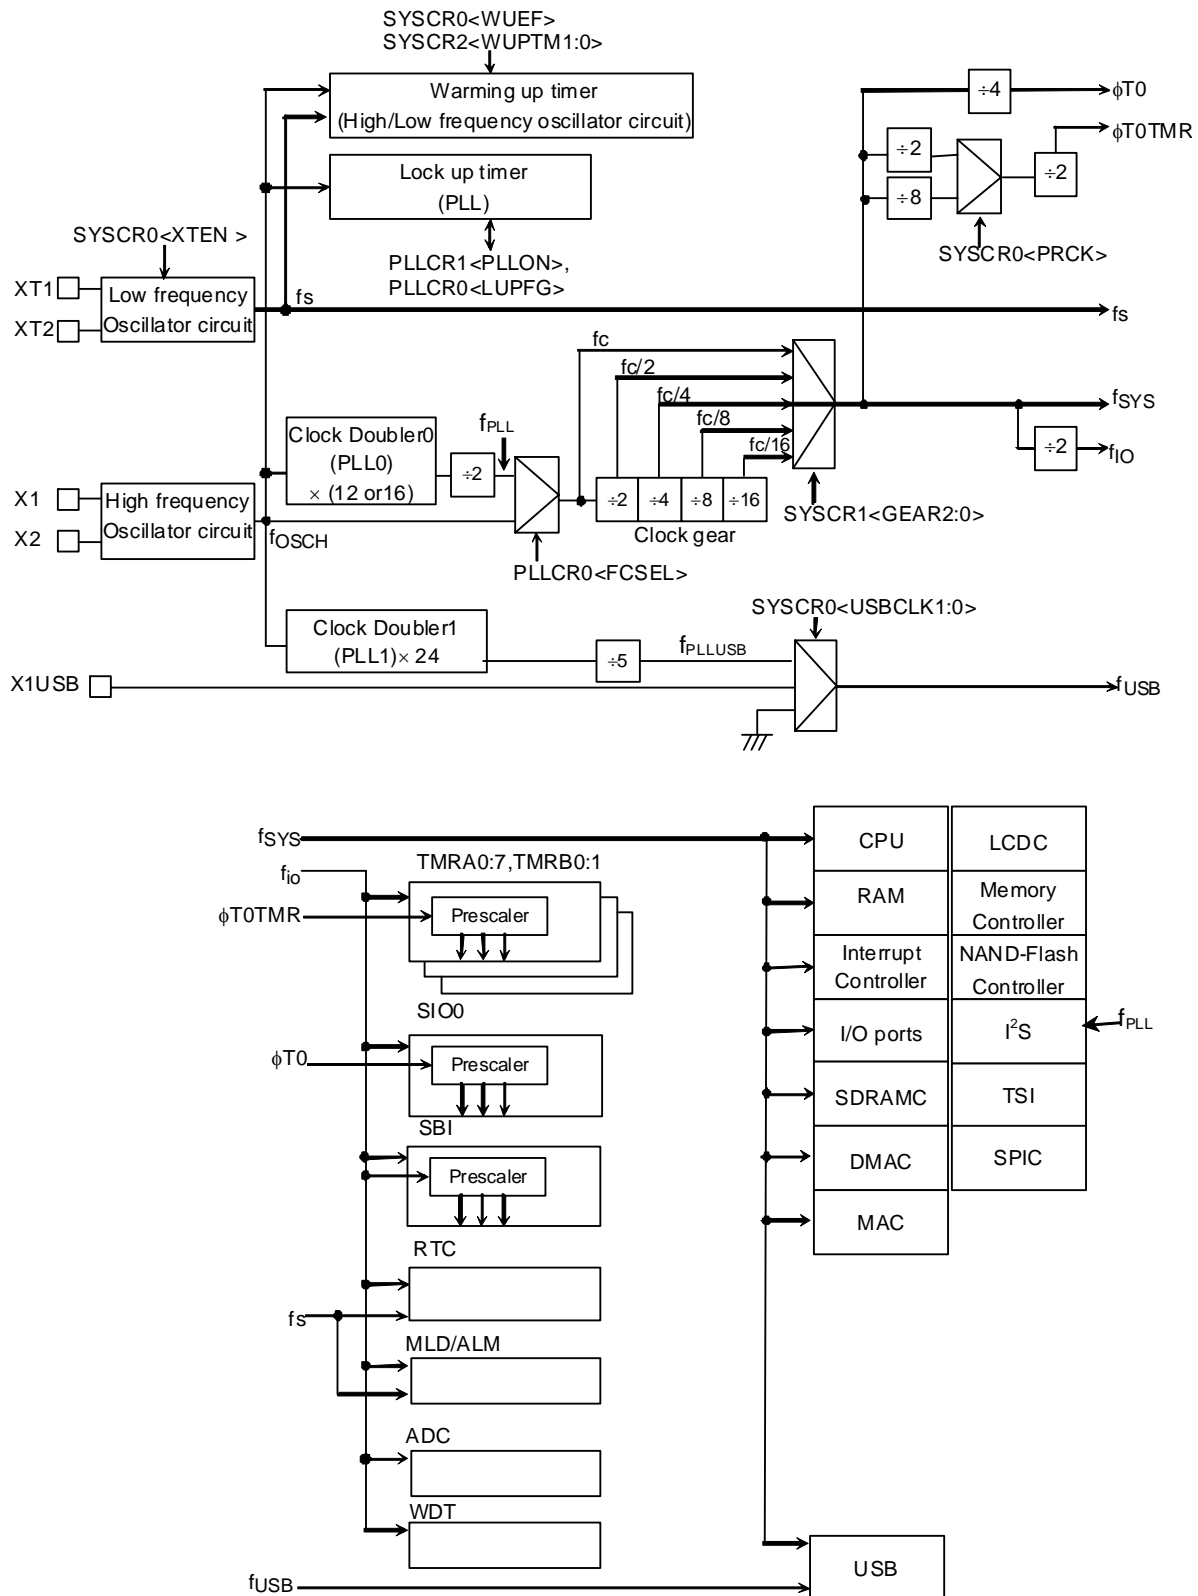 SYSCR0<WUEF>
SYSCR2<WUPTM1:0>
Warming up timer
(High/Low frequency oscillator circuit)
÷4
ϕT0
ϕT0TMR
÷2
÷8
÷2
Lock up timer
(PLL)
SYSCR0<XTEN >
SYSCR0<PRCK>
PLLCR1<PLLON>,
PLLCR0<LUPFG>
XT1
XT2
Low frequency
Oscillator circuit
fs
fs
fc
fc/2
fc/4
fc/8
fc/16
fSYS
÷2
fIO
Clock Doubler0
(PLL0)
× (12 or16)
÷2
fPLL
÷2
÷4
÷8
÷16
Clock gear
SYSCR1<GEAR2:0>
X1
X2
High frequency
Oscillator circuit
fOSCH
PLLCR0<FCSEL>
SYSCR0<USBCLK1:0>
Clock Doubler1
(PLL1)× 24
÷5
fPLLUSB
X1USB
fUSB
fSYS
fio
TMRA0:7,TMRB0:1
ϕT0TMR
Prescaler
SIO0
ϕT0
Prescaler
SBI
Prescaler
RTC
fs
MLD/ALM
ADC
WDT
fUSB
CPU
LCDC
RAM
Memory
Controller
Interrupt
Controller
NAND-Flash
Controller
I/O ports
I²S
fPLL
SDRAMC
TSI
DMAC
SPIC
MAC
USB